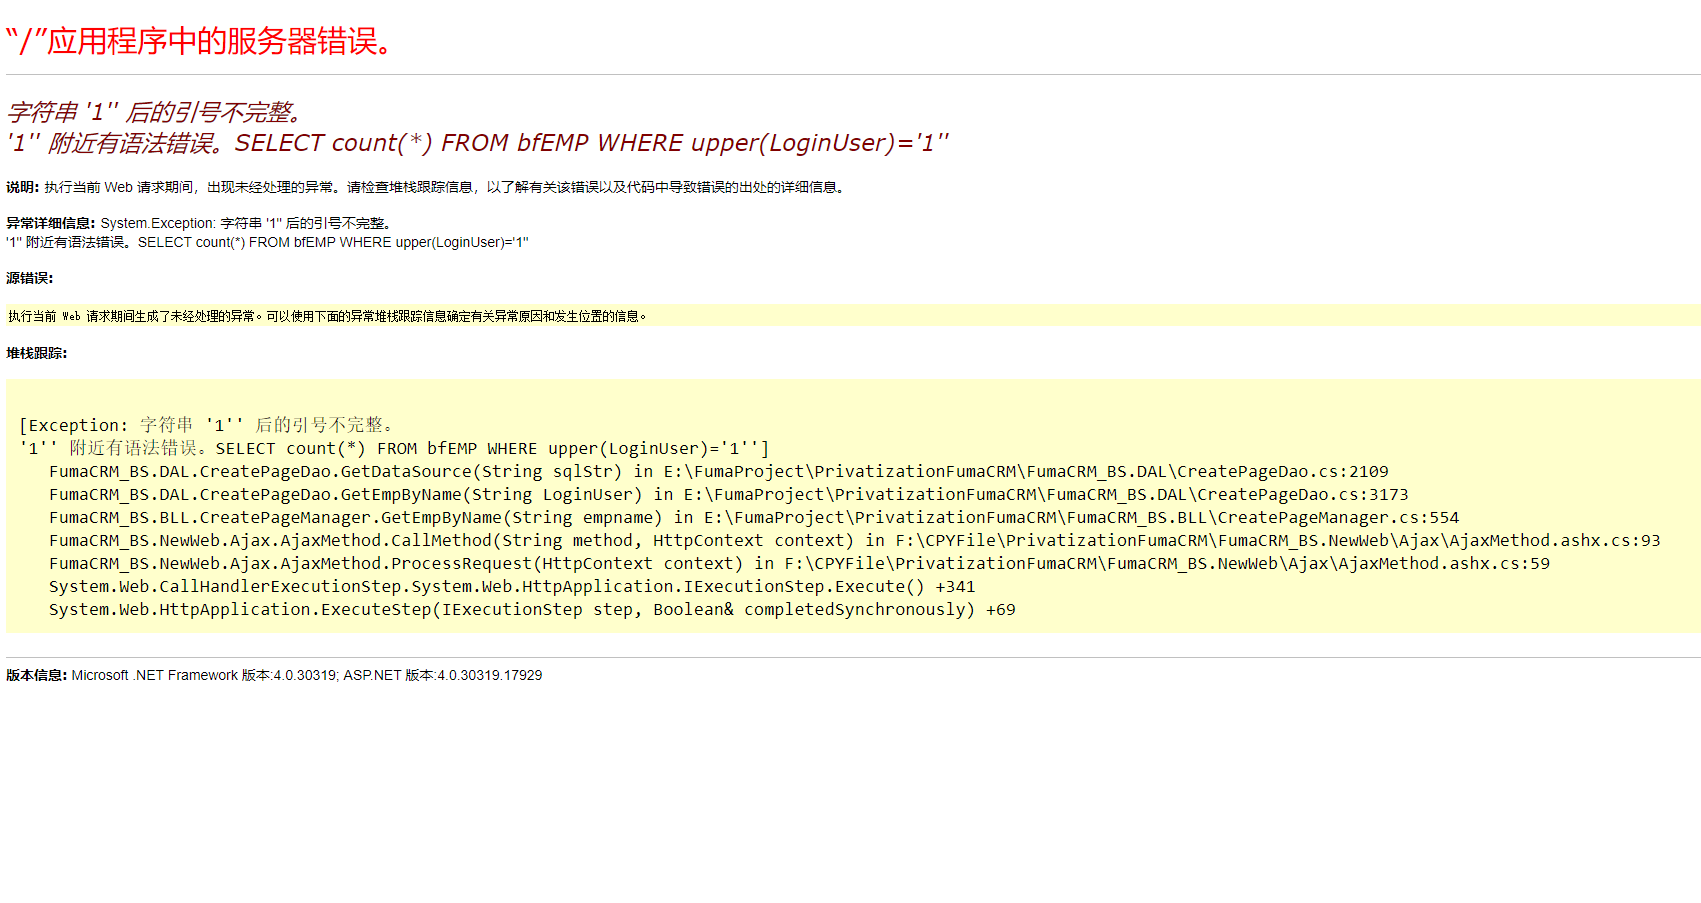 “/”应用程序中的服务器错误。
字符串 '1'' 后的引号不完整。
'1'' 附近有语法错误。SELECT count(*) FROM bfEMP WHERE upper(LoginUser)='1''
说明: 执行当前 Web 请求期间，出现未经处理的异常。请检查堆栈跟踪信息，以了解有关该错误以及代码中导致错误的出处的详细信息。
异常详细信息: System.Exception: 字符串 '1'' 后的引号不完整。
'1'' 附近有语法错误。SELECT count(*) FROM bfEMP WHERE upper(LoginUser)='1''
源错误:
执行当前 Web 请求期间生成了未经处理的异常。可以使用下面的异常堆栈跟踪信息确定有关异常原因和发生位置的信息。
堆栈跟踪:
[Exception: 字符串 '1'' 后的引号不完整。
'1'' 附近有语法错误。SELECT count(*) FROM bfEMP WHERE upper(LoginUser)='1'']
FumaCRM_BS.DAL.CreatePageDao.GetDataSource(String sqlStr) in E:\FumaProject\PrivatizationFumaCRM\FumaCRM_BS.DAL\CreatePageDao.cs:2109
FumaCRM_BS.DAL.CreatePageDao.GetEmpByName(String LoginUser) in E:\FumaProject\PrivatizationFumaCRM\FumaCRM_BS.DAL\CreatePageDao.cs:3173
FumaCRM_BS.BLL.CreatePageManager.GetEmpByName(String empname) in E:\FumaProject\PrivatizationFumaCRM\FumaCRM_BS.BLL\CreatePageManager.cs:554
FumaCRM_BS.NewWeb.Ajax.AjaxMethod.CallMethod(String method, HttpContext context) in F:\CPYFile\PrivatizationFumaCRM\FumaCRM_BS.NewWeb\Ajax\AjaxMethod.ashx.cs:93
FumaCRM_BS.NewWeb.Ajax.AjaxMethod.ProcessRequest(HttpContext context) in F:\CPYFile\PrivatizationFumaCRM\FumaCRM_BS.NewWeb\Ajax\AjaxMethod.ashx.cs:59
System.Web.CallHandlerExecutionStep.System.Web.HttpApplication.IExecutionStep.Execute() +341
System.Web.HttpApplication.ExecuteStep(IExecutionStep step, Boolean& completedSynchronously) +69
版本信息: Microsoft .NET Framework 版本:4.0.30319; ASP.NET 版本:4.0.30319.17929